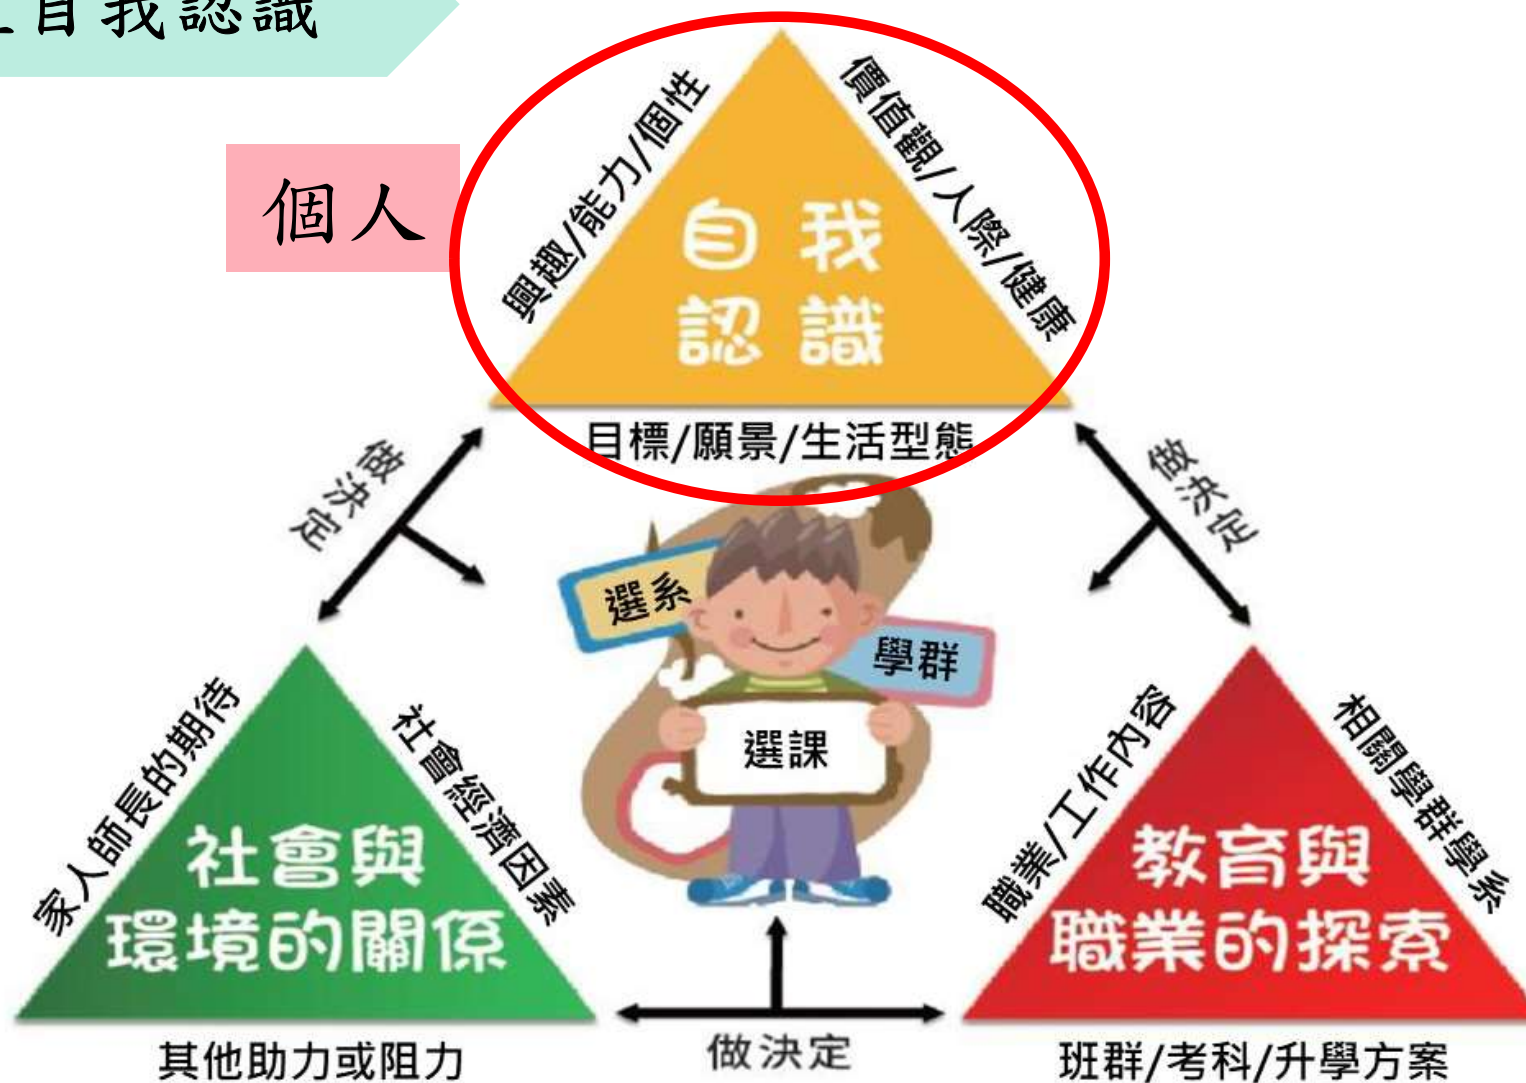 自我認識
個人
興趣/能力/個性
價值觀/人際/健康
自我
認識
目標/願景/生活型態
做決定
做決定
選系
學群
選課
家人師長的期待
社會經濟因素
社會與
環境的關係
其他助力或阻力
職業/工作內容
相關學群學系
教育與
職業的探索
班群/考科/升學方案
做決定